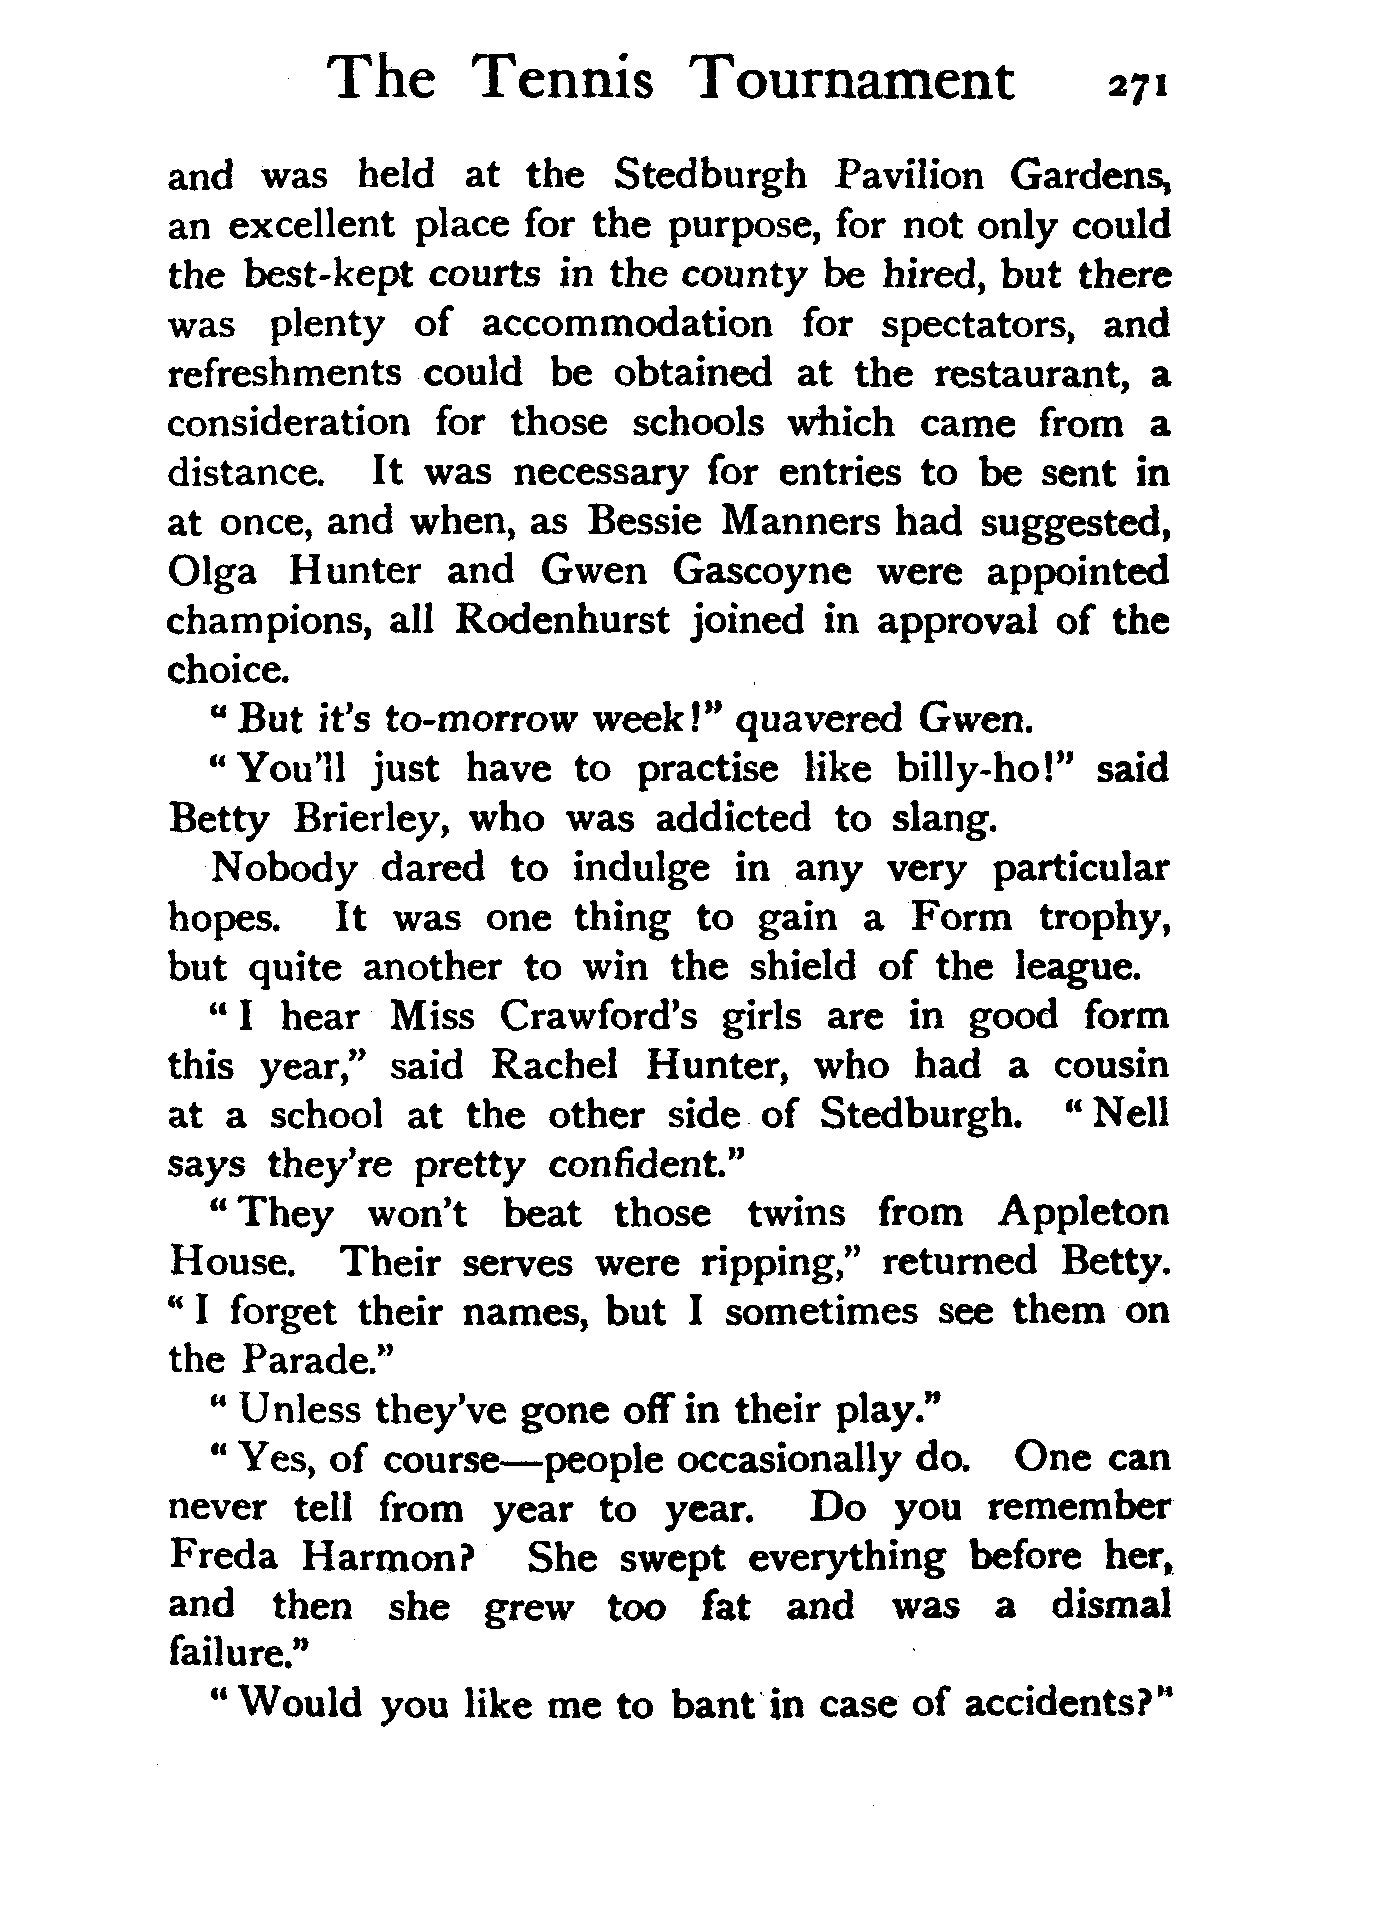 The Tennis Tournament 271
and was held at the Stedburgh Pavilion Gardens,
an excellent place for the purpose, for not only could
the best-kept courts in the county be hired, but there
was plenty of accommodation for spectators, and
refreshments could be obtained at the restaurant, a
consideration for those schools which came from a
distance. It was necessary for entries to be sent in
at once, and when, as Bessie Manners had suggested,
Olga Hunter and Gwen Gascoyne were appointed
champions, all Rodenhurst joined in approval of the
choice.
“But it's to-morrow week!” quavered Gwen.
“You'll just have to practise like billy-ho!” said
Betty Brierley, who was addicted to slang.
Nobody dared to indulge in any very particular
hopes. It was one thing to gain a Form trophy,
but quite another to win the shield of the league.
“I hear Miss Crawford's girls are in good form
this year,” said Rachel Hunter, who had a cousin
at a school at the other side of Stedburgh. “Nell
says they're pretty confident.”
“They won't beat those twins from Appleton
House. Their serves were ripping,” returned Betty.
“I forget their names, but I sometimes see them on
the Parade.”
“Unless they've gone off in their play.”
“Yes, of course—people occasionally do. One can
never tell from year to year. Do you remember
Freda Harmon? She swept everything before her,
and then she grew too fat and was a dismal
failure.”
“Would you like me to bant in case of accidents?”